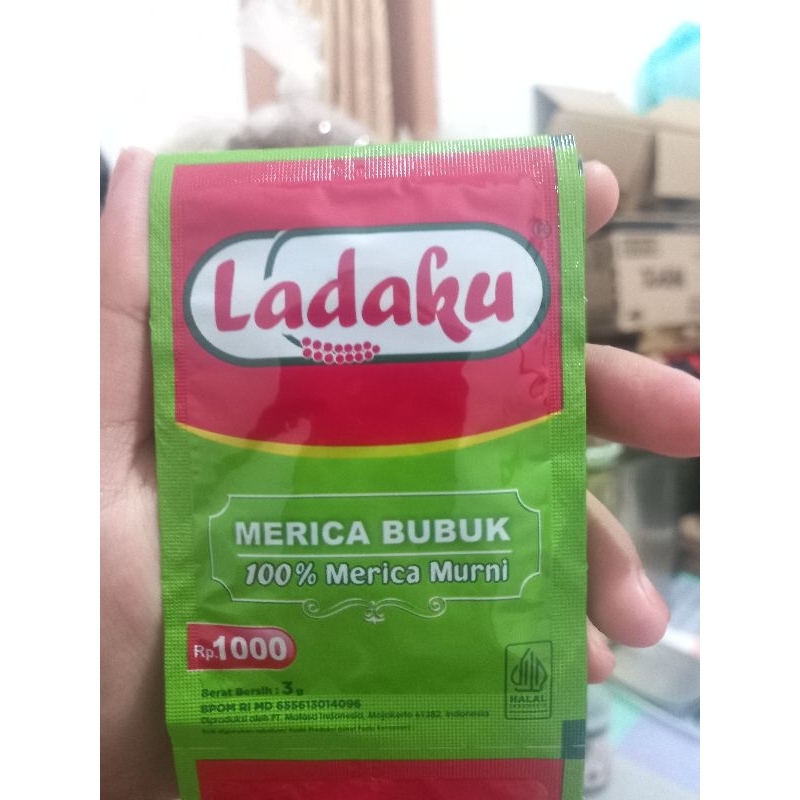 Ladaku
MERICA BUBUK
100% Merica Murni
Rp.1000
Berat Bersih : 3 g
BPOM RI MD 655613014096
Diproduksi oleh PT. Motasa Indonesia, Mojokerto 61382, Indonesia
HALAL
INDONESIA